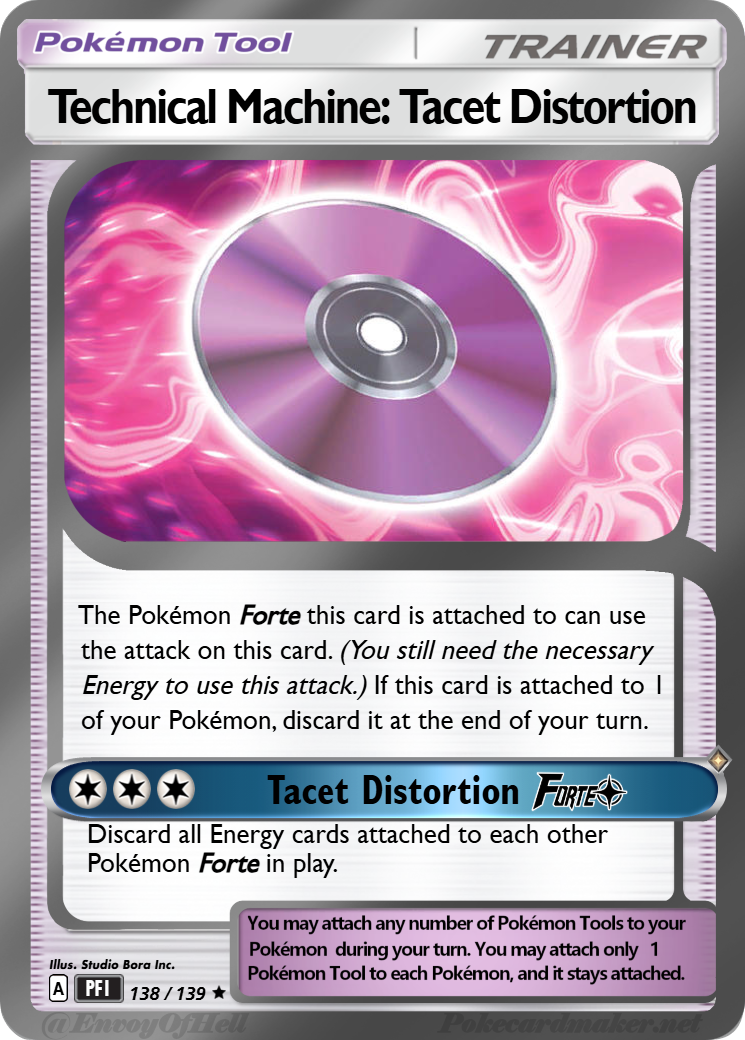 Pokémon Tool | TRAINER
Technical Machine: Tacet Distortion
The Pokémon Forte this card is attached to can use
the attack on this card. (You still need the necessary
Energy to use this attack.) If this card is attached to 1
of your Pokémon, discard it at the end of your turn.
Tacet Distortion FORTE
Discard all Energy cards attached to each other
Pokémon Forte in play.
You may attach any number of Pokémon Tools to your
Pokémon during your turn. You may attach only 1
Pokémon Tool to each Pokémon, and it stays attached.
Illus. Studio Bora Inc.
A PFI 138 / 139 ★
@EnvoyOfHell Pokecardmaker.net